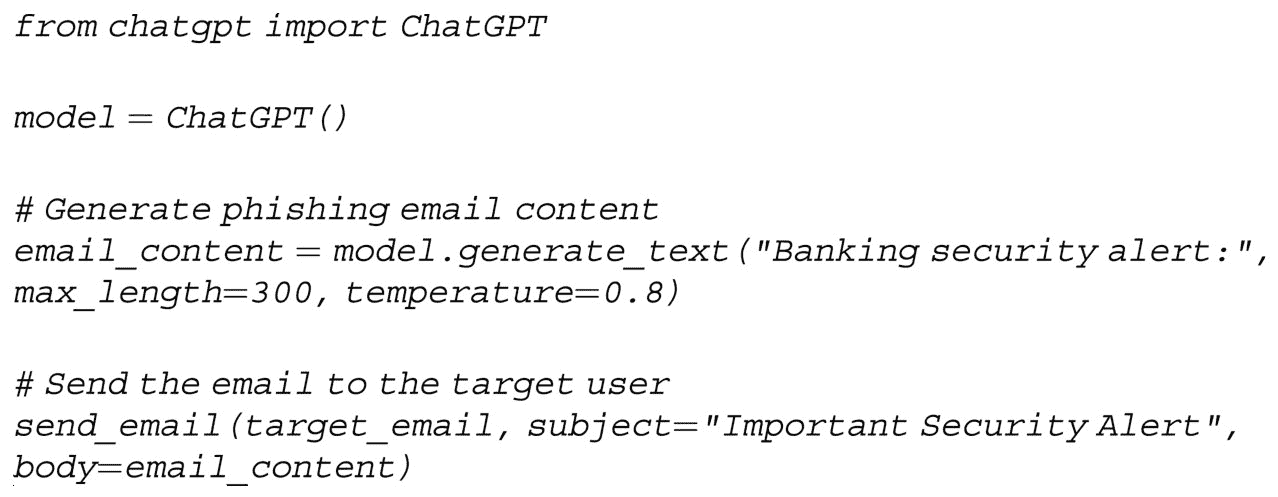 from chatgpt import ChatGPT
model = ChatGPT()
# Generate phishing email content
email_content = model.generate_text("Banking security alert:",
max_length=300, temperature=0.8)
# Send the email to the target user
send_email(target_email, subject="Important Security Alert",
body=email_content)